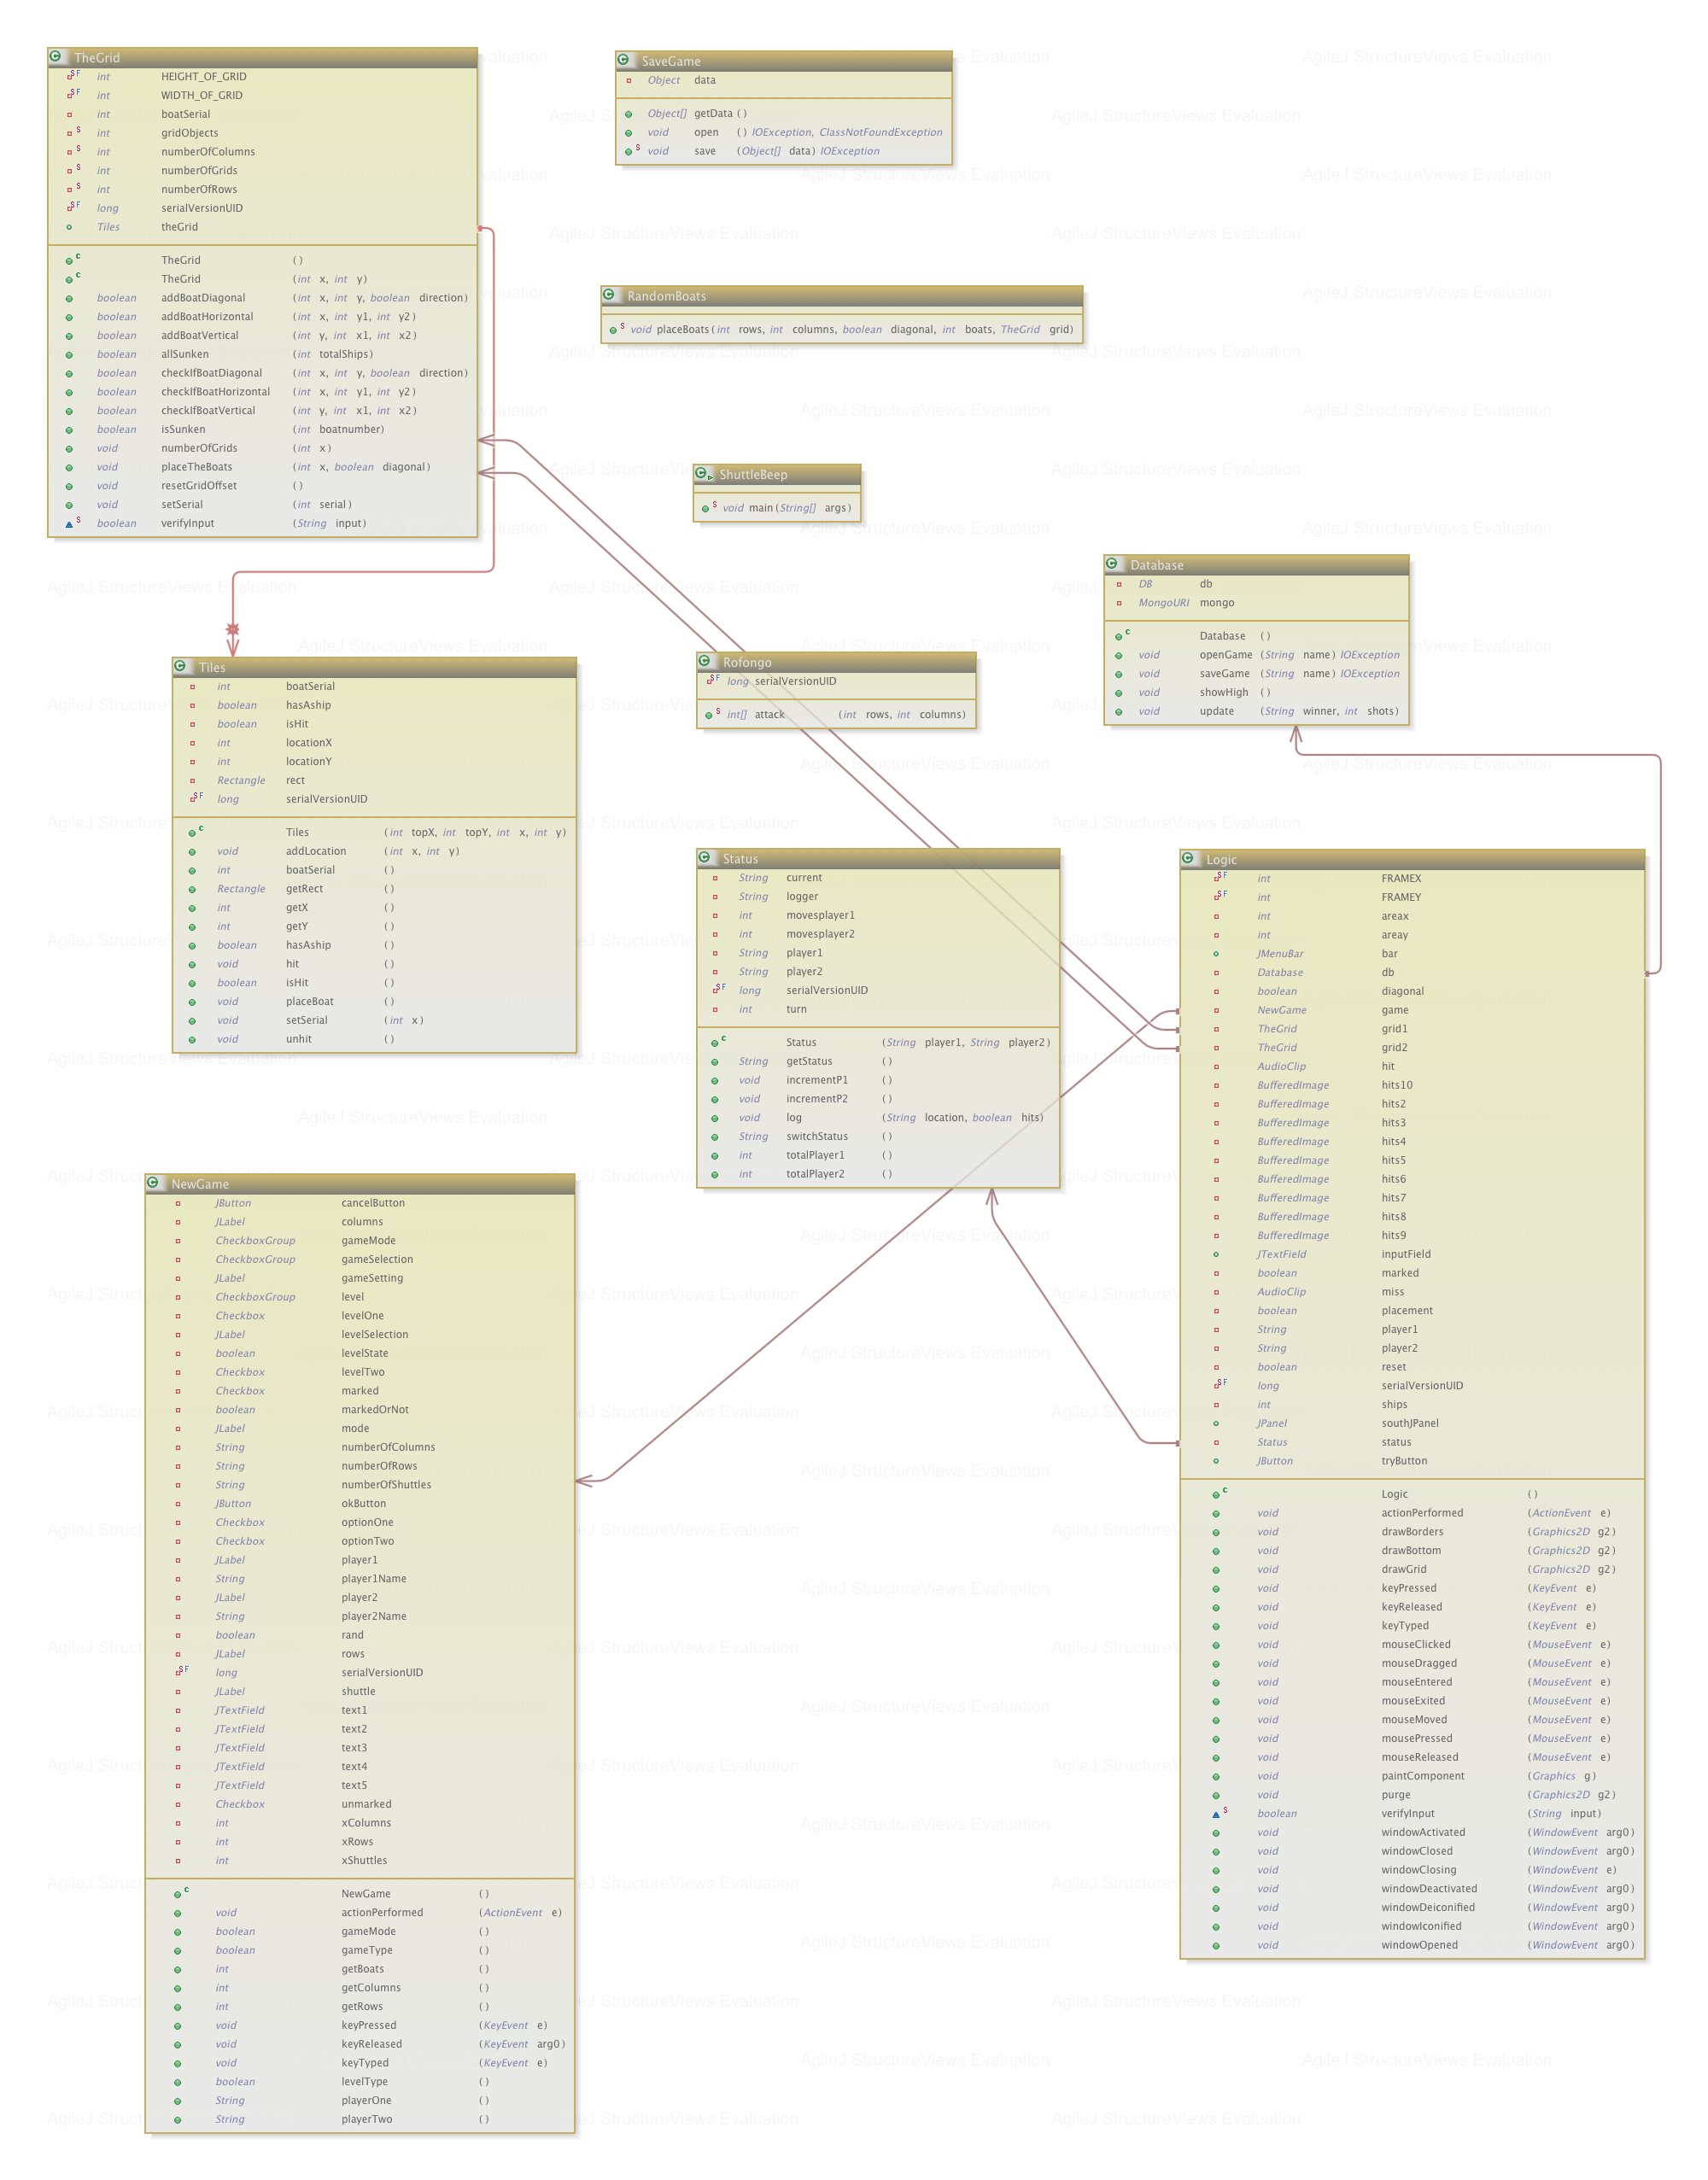 TheGrid
int HEIGHT_OF_GRID
int WIDTH_OF_GRID
int boatSerial
int gridObjects
int numberOfColumns
int numberOfGrids
int numberOfRows
long serialVersionUID
Tiles theGrid
TheGrid ()
TheGrid (int x, int y)
boolean addBoatDiagonal (int x, int y, boolean direction)
boolean addBoatHorizontal (int x, int y1, int y2)
boolean addBoatVertical (int y, int x1, int x2)
boolean allSunken (int totalShips)
boolean checkIfBoatDiagonal (int x, int y, boolean direction)
boolean checkIfBoatHorizontal (int x, int y1, int y2)
boolean checkIfBoatVertical (int y, int x1, int x2)
boolean isSunken (int boatnumber)
void numberOfGrids (int x)
void placeTheBoats (int x, boolean diagonal)
void resetGridOffset ()
void setSerial (int serial)
boolean verifyInput (String input)
SaveGame
Object data
Object[] getData ()
void open () IOException, ClassNotFoundException
void save (Object[] data) IOException
RandomBoats
void placeBoats (int rows, int columns, boolean diagonal, int boats, TheGrid grid)
ShuttleBeep
void main (String[] args)
Database
DB db
MongoURI mongo
Database ()
void openGame (String name) IOException
void saveGame (String name) IOException
void showHigh ()
void update (String winner, int shots)
Rofongo
long serialVersionUID
int[] attack (int rows, int columns)
Tiles
int boatSerial
boolean hasAship
boolean isHit
int locationX
int locationY
Rectangle rect
long serialVersionUID
Tiles (int topX, int topY, int x, int y)
void addLocation (int x, int y)
int boatSerial ()
Rectangle getRect ()
int getX ()
int getY ()
boolean hasAship ()
void hit ()
boolean isHit ()
void placeBoat ()
void setSerial (int x)
void unhit ()
Status
String current
String logger
int movesplayer1
int movesplayer2
String player1
String player2
long serialVersionUID
int turn
Status (String player1, String player2)
String getStatus ()
void incrementP1 ()
void incrementP2 ()
void log (String location, boolean hits)
String switchStatus ()
int totalPlayer1 ()
int totalPlayer2 ()
Logic
int FRAMEX
int FRAMEY
int areax
int areay
JMenuBar bar
Database db
boolean diagonal
NewGame game
TheGrid grid1
TheGrid grid2
AudioClip hit
BufferedImage hits10
BufferedImage hits2
BufferedImage hits3
BufferedImage hits4
BufferedImage hits5
BufferedImage hits6
BufferedImage hits7
BufferedImage hits8
BufferedImage hits9
JTextField inputField
boolean marked
AudioClip miss
boolean placement
String player1
String player2
boolean reset
long serialVersionUID
int ships
JPanel southJPanel
Status status
JButton tryButton
Logic ()
void actionPerformed (ActionEvent e)
void drawBorders (Graphics2D g2)
void drawBottom (Graphics2D g2)
void drawGrid (Graphics2D g2)
void keyPressed (KeyEvent e)
void keyReleased (KeyEvent e)
void keyTyped (KeyEvent e)
void mouseClicked (MouseEvent e)
void mouseDragged (MouseEvent e)
void mouseEntered (MouseEvent e)
void mouseExited (MouseEvent e)
void mouseMoved (MouseEvent e)
void mousePressed (MouseEvent e)
void mouseReleased (MouseEvent e)
void paintComponent (Graphics g)
void purge (Graphics2D g2)
boolean verifyInput (String input)
void windowActivated (WindowEvent arg0)
void windowClosed (WindowEvent arg0)
void windowClosing (WindowEvent e)
void windowDeactivated (WindowEvent arg0)
void windowDeiconified (WindowEvent arg0)
void windowIconified (WindowEvent arg0)
void windowOpened (WindowEvent arg0)
NewGame
JButton cancelButton
JLabel columns
CheckboxGroup gameMode
CheckboxGroup gameSelection
JLabel gameSetting
CheckboxGroup level
Checkbox levelOne
JLabel levelSelection
boolean levelState
Checkbox levelTwo
Checkbox marked
boolean markedOrNot
JLabel mode
String numberOfColumns
String numberOfRows
String numberOfShuttles
JButton okButton
Checkbox optionOne
Checkbox optionTwo
JLabel player1
String player1Name
JLabel player2
String player2Name
boolean rand
JLabel rows
long serialVersionUID
JLabel shuttle
JTextField text1
JTextField text2
JTextField text3
JTextField text4
JTextField text5
Checkbox unmarked
int xColumns
int xRows
int xShuttles
NewGame ()
void actionPerformed (ActionEvent e)
boolean gameMode ()
boolean gameType ()
int getBoats ()
int getColumns ()
int getRows ()
void keyPressed (KeyEvent e)
void keyReleased (KeyEvent arg0)
void keyTyped (KeyEvent e)
boolean levelType ()
String playerOne ()
String playerTwo ()
AgileJ StructureViews Evaluation